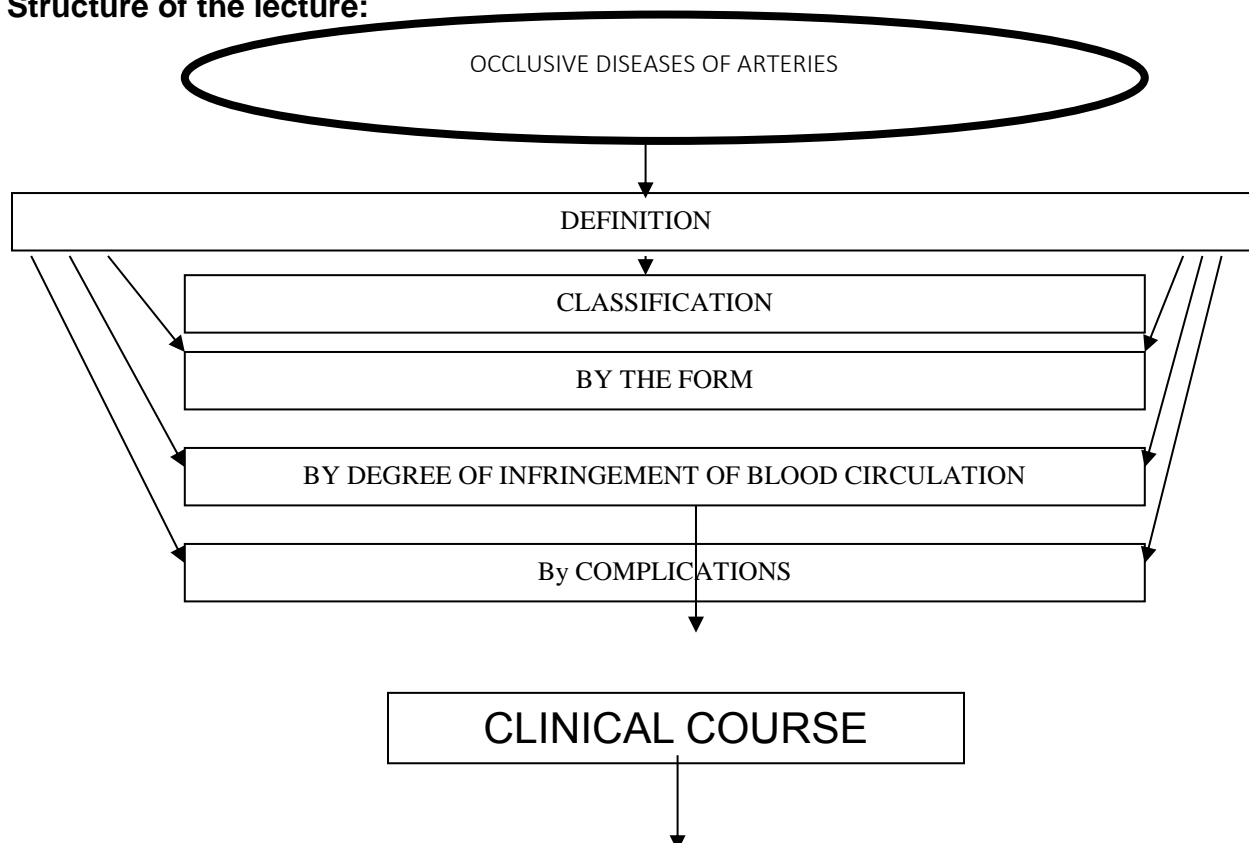 Structure of the lecture:
OCCLUSIVE DISEASES OF ARTERIES
DEFINITION
CLASSIFICATION
BY THE FORM
BY DEGREE OF INFRINGEMENT OF BLOOD CIRCULATION
By COMPLICATIONS
CLINICAL COURSE